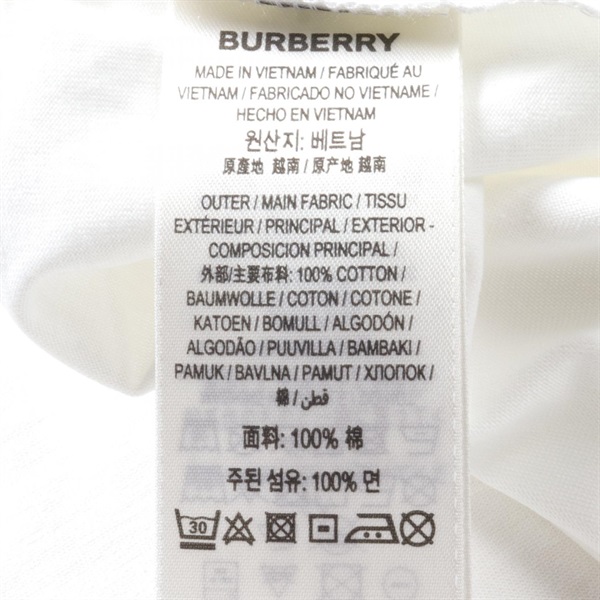 BURBERRY
MADE IN VIETNAM / FABRIQUÉ AU
VIETNAM / FABRICADO NO VIETNAME /
HECHO EN VIETNAM
원산지: 베트남
原產地 越南 / 原产地 越南
OUTER / MAIN FABRIC / TISSU
EXTÉRIEUR / PRINCIPAL / EXTERIOR -
COMPOSICION PRINCIPAL /
外部/主要布料: 100% COTTON /
BAUMWOLLE / COTON / COTONE /
KATOEN / BOMULL / ALGODÓN /
ALGODÃO / PUUVILLA / BAMBAKI /
PAMUK / BAVLNA / PAMUT / ХЛОПОК /
棉 / قطن /
面料: 100% 棉
주된 섬유: 100% 면
30